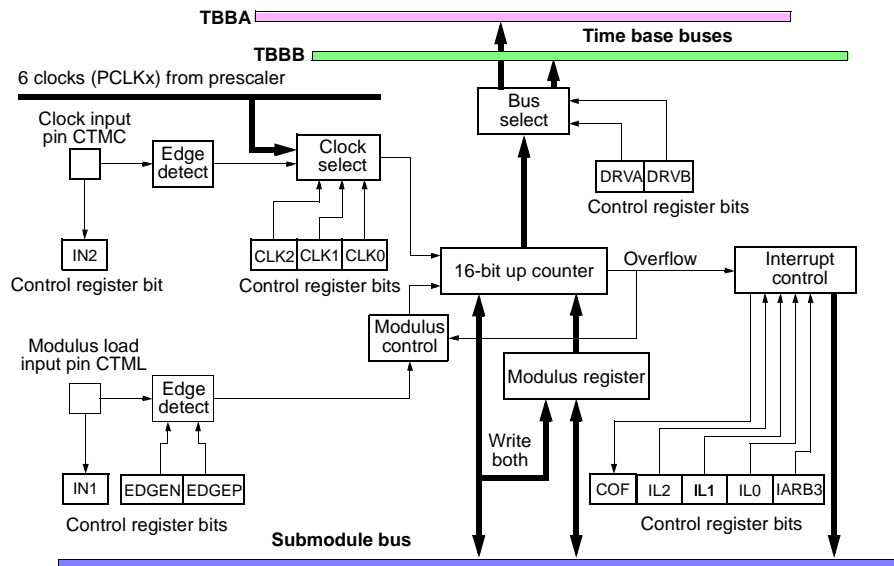 TBBA
Time base buses
TBBB
6 clocks (PCLKx) from prescaler
Clock input
pin CTMC
Edge
detect
Clock
select
Bus
select
DRVA DRVB
Control register bits
IN2
Control register bit
CLK2 CLK1 CLK0
Control register bits
16-bit up counter
Overflow
Interrupt
control
Modulus
control
Modulus load
input pin CTML
Edge
detect
Modulus register
Write
both
IN1
EDGEN EDGEP
Control register bits
COF IL2 IL1 IL0 IARB3
Control register bits
Submodule bus